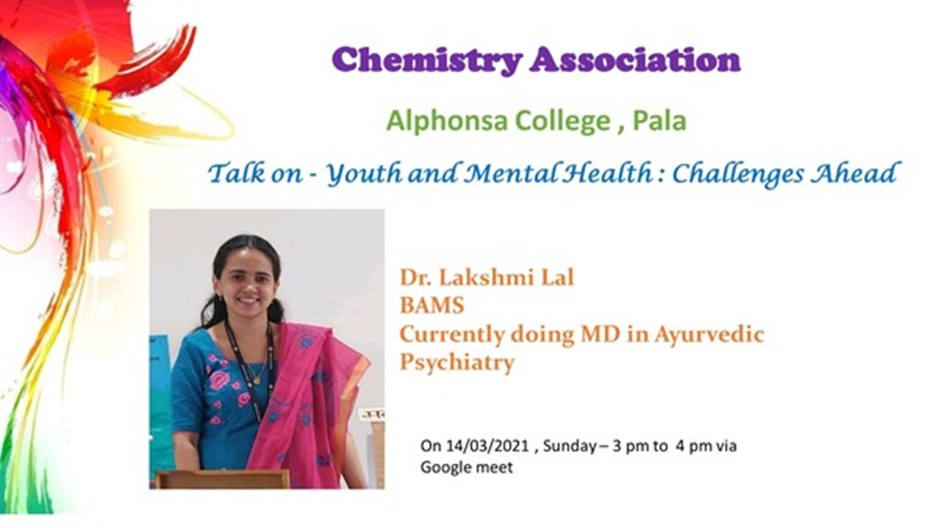 Chemistry Association
Alphonsa College , Pala
Talk on - Youth and Mental Health : Challenges Ahead
Dr. Lakshmi Lal
BAMS
Currently doing MD in Ayurvedic
Psychiatry
On 14/03/2021 , Sunday – 3 pm to 4 pm via
Google meet